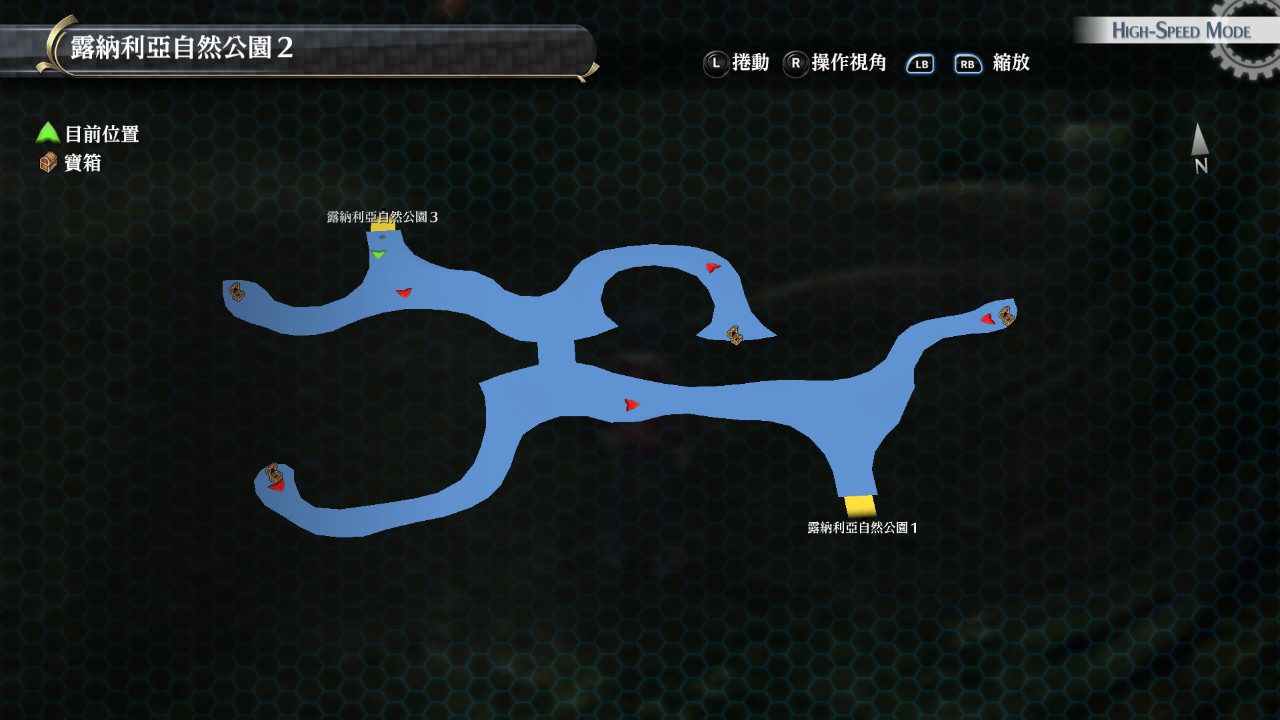 露納利亞自然公園2
HIGH-SPEED MODE
L 捲動 R 操作視角 LB RB 縮放
目前位置
寶箱
N
露納利亞自然公園3
露納利亞自然公園1